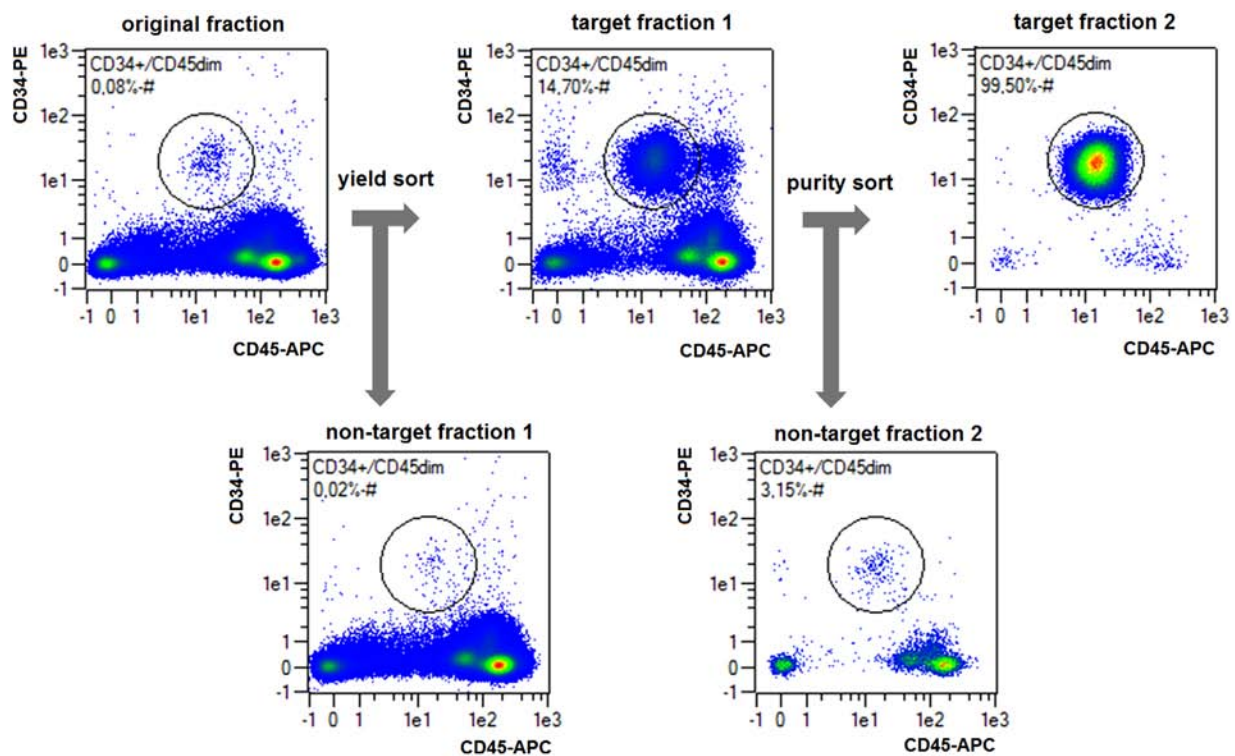 original fraction
CD34-PE
1e3
1e2
1e1
1
0
-1
CD34+/CD45dim
0,08%-#
-1 0 1 1e1 1e2 1e3
CD45-APC
yield sort
target fraction 1
CD34-PE
1e3
1e2
1e1
1
0
-1
CD34+/CD45dim
14,70%-#
-1 0 1 1e1 1e2 1e3
CD45-APC
purity sort
target fraction 2
CD34-PE
1e3
1e2
1e1
1
0
-1
CD34+/CD45dim
99,50%-#
-1 0 1 1e1 1e2 1e3
CD45-APC
non-target fraction 1
CD34-PE
1e3
1e2
1e1
1
0
-1
CD34+/CD45dim
0,02%-#
-1 0 1 1e1 1e2 1e3
CD45-APC
non-target fraction 2
CD34-PE
1e3
1e2
1e1
1
0
-1
CD34+/CD45dim
3,15%-#
-1 0 1 1e1 1e2 1e3
CD45-APC